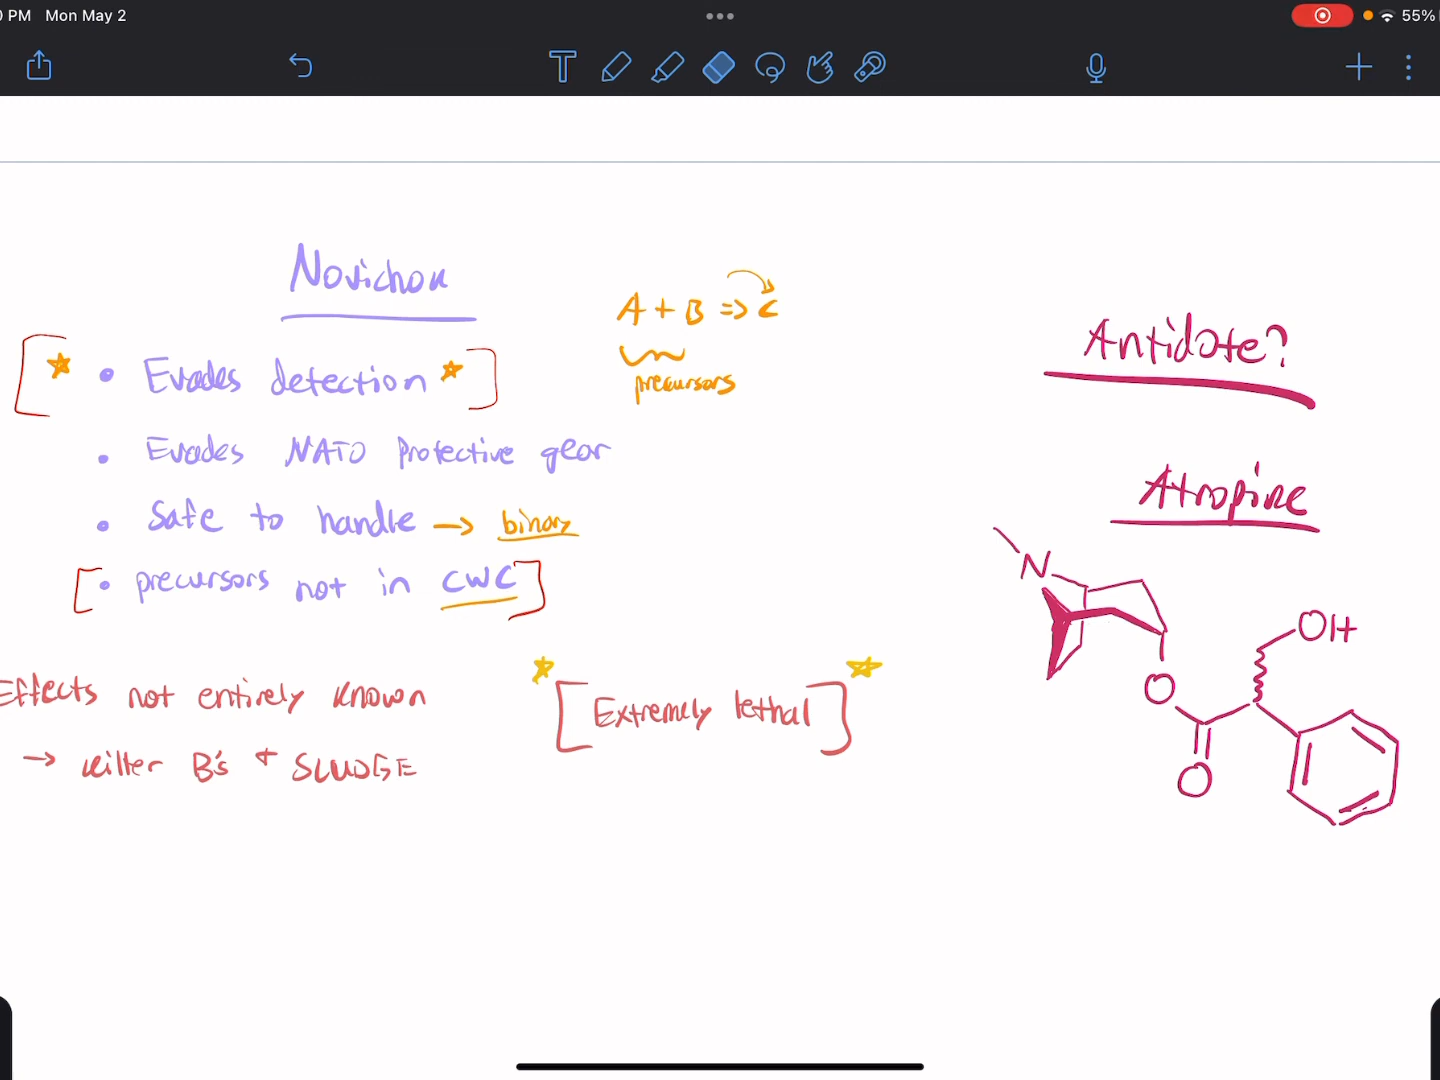 PM Mon May 2
55%
T
Novichok
• Evades detection
• Evades NATO Protective gear
• Safe to handle → binary
• precursors not in CWC
A + B ⇒ C
precursors
Effects not entirely known
→ killer B's + SLUDGE
Extremely lethal
Antidote?
Atropine
N
OH
O
O